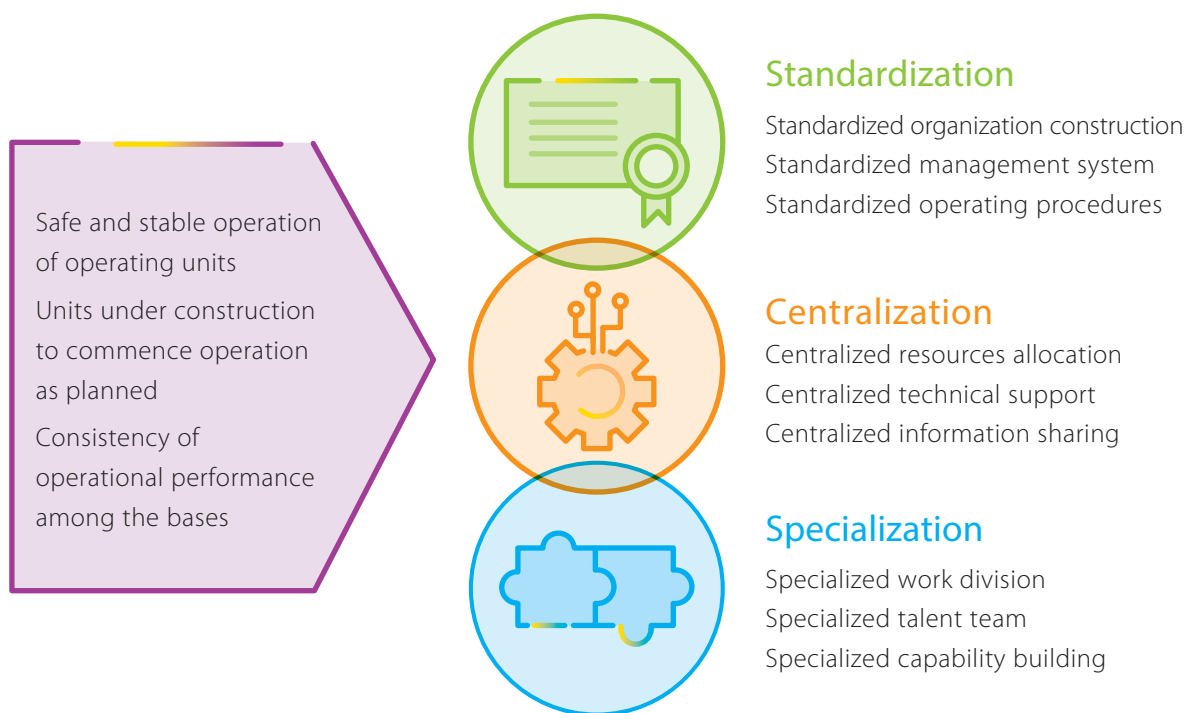 Safe and stable operation
of operating units
Units under construction
to commence operation
as planned
Consistency of
operational performance
among the bases
Standardization
Standardized organization construction
Standardized management system
Standardized operating procedures
Centralization
Centralized resources allocation
Centralized technical support
Centralized information sharing
Specialization
Specialized work division
Specialized talent team
Specialized capability building